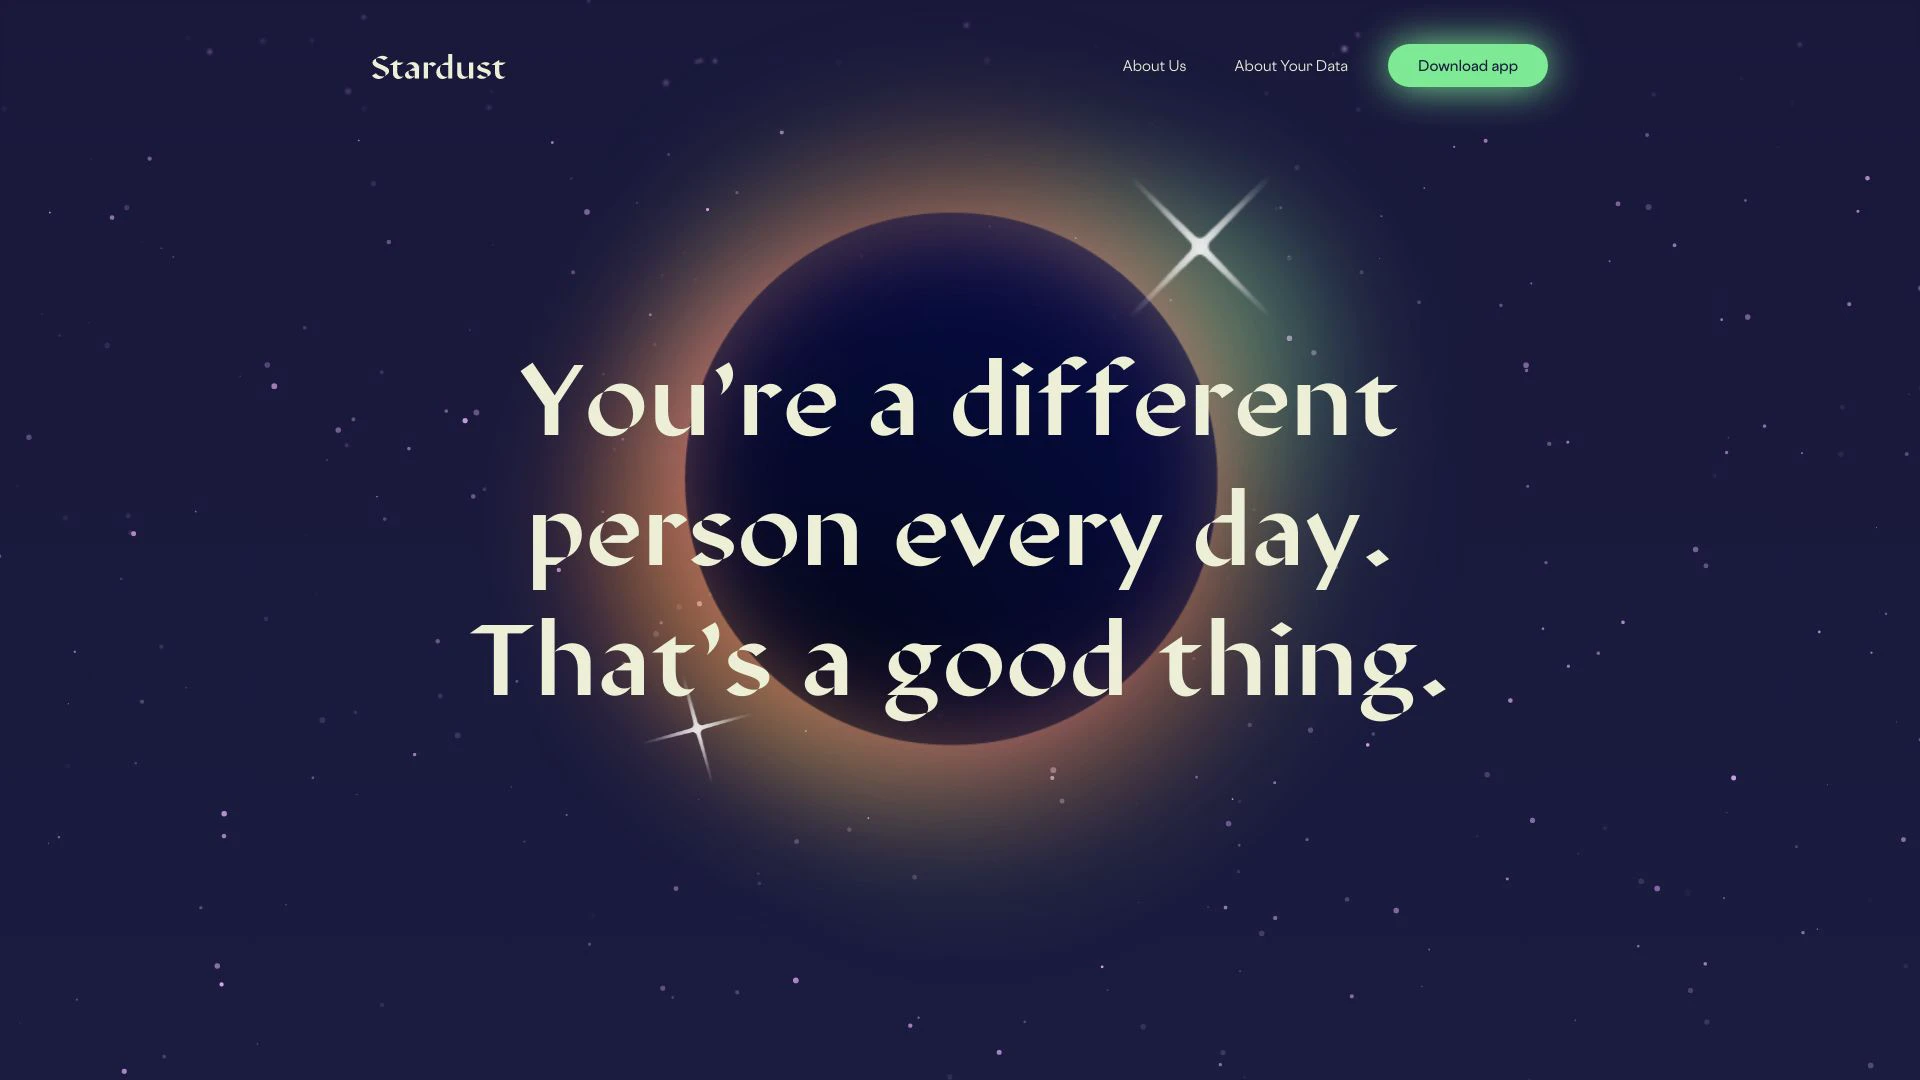 Stardust
About Us
About Your Data
Download app
You’re a different
person every day.
That’s a good thing.